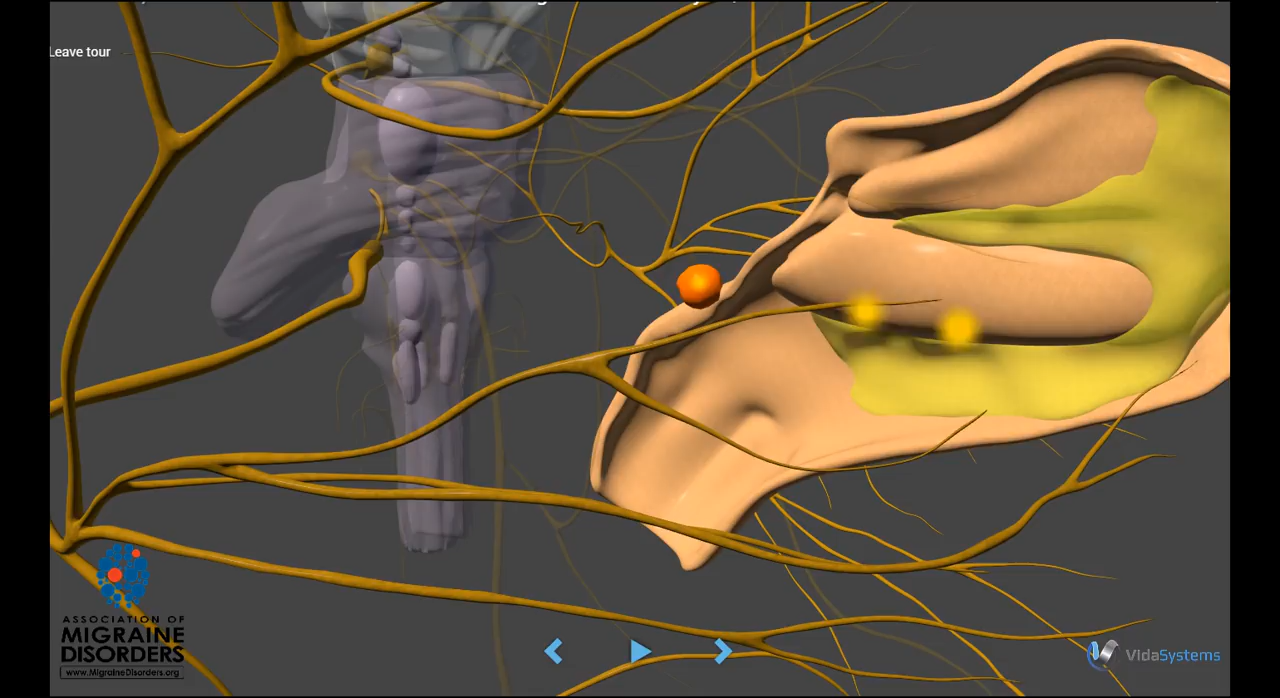 Leave tour
ASSOCIATION OF
MIGRAINE
DISORDERS
www.MigraineDisorders.org
VidaSystems